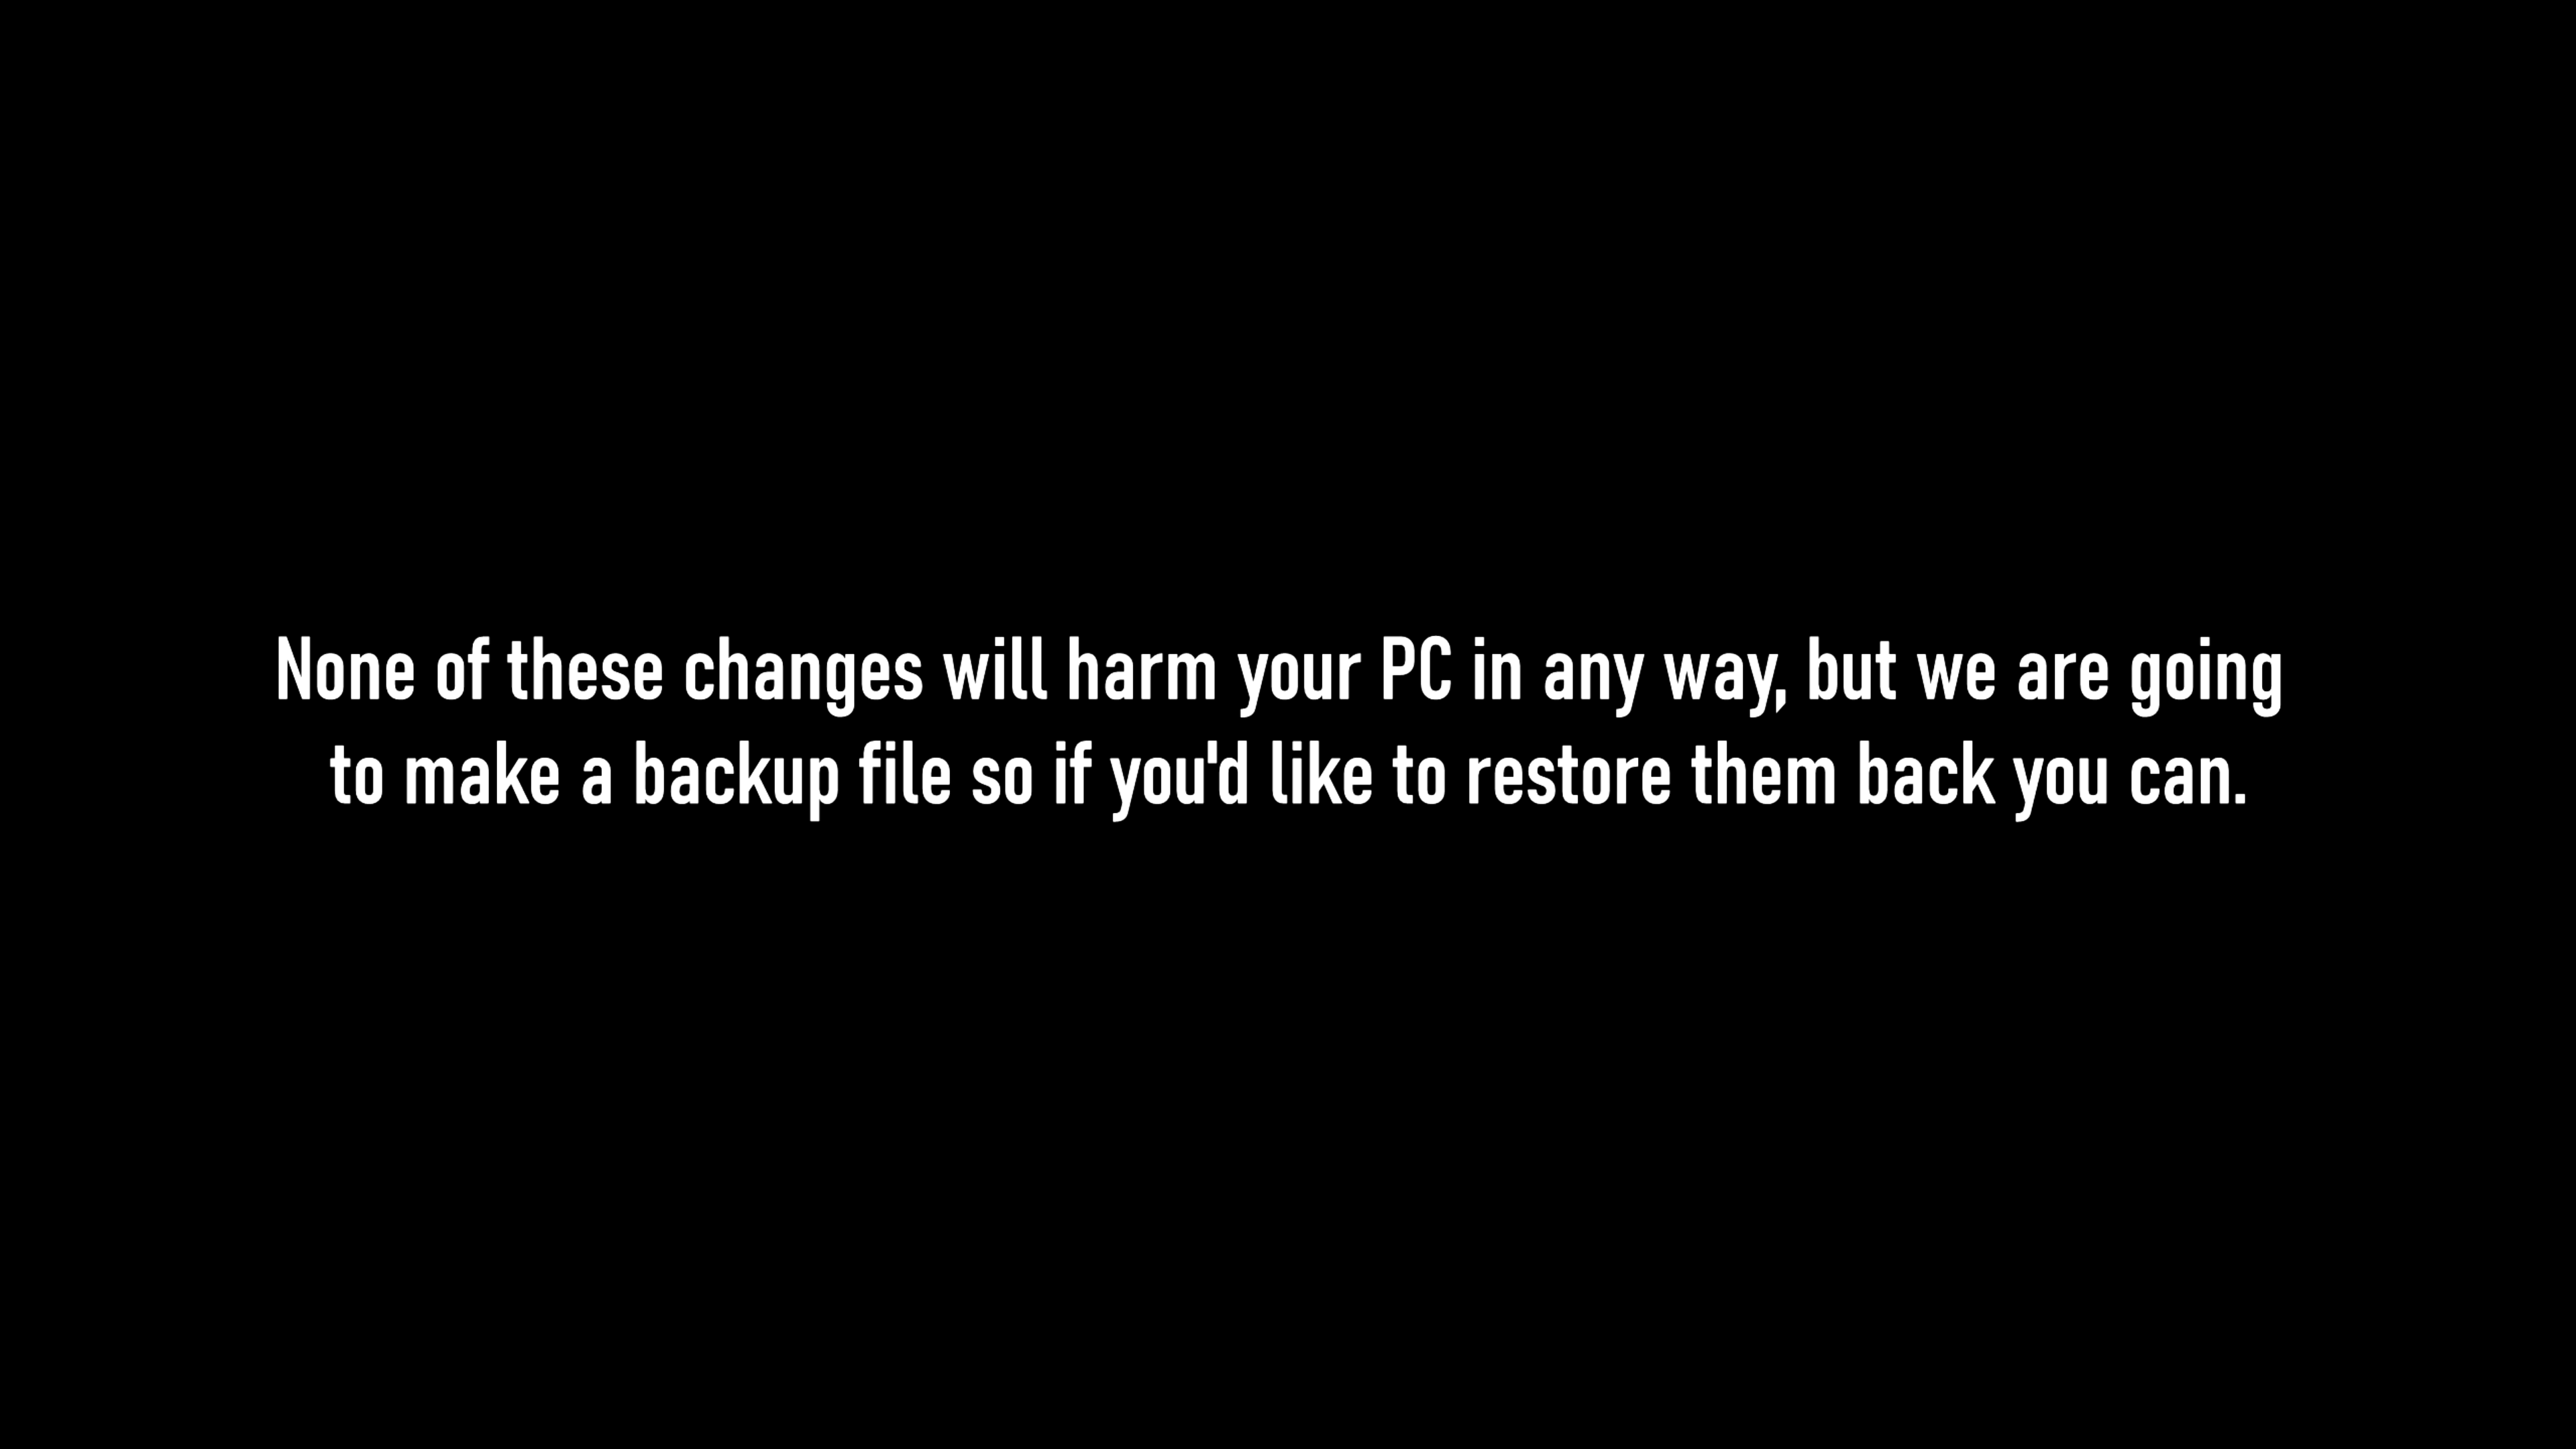 None of these changes will harm your PC in any way, but we are going
to make a backup file so if you'd like to restore them back you can.